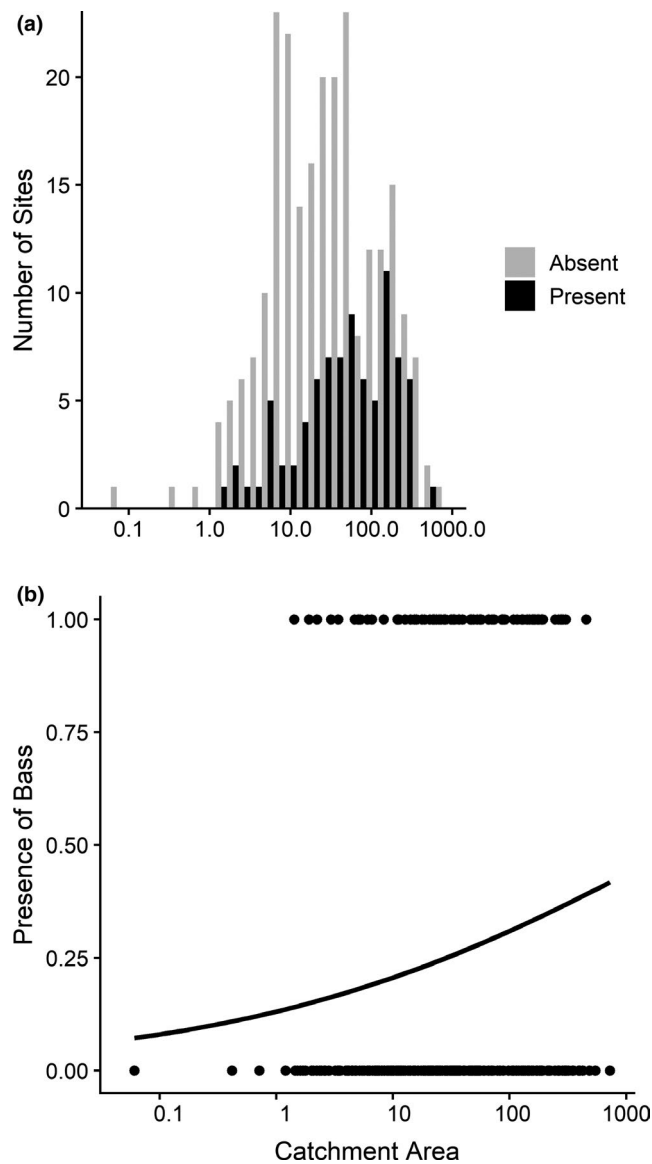 (a)
20
15
10
5
0
Number of Sites
0.1 1.0 10.0 100.0 1000.0
Absent
Present
(b)
1.00
0.75
0.50
0.25
0.00
Presence of Bass
0.1 1 10 100 1000
Catchment Area